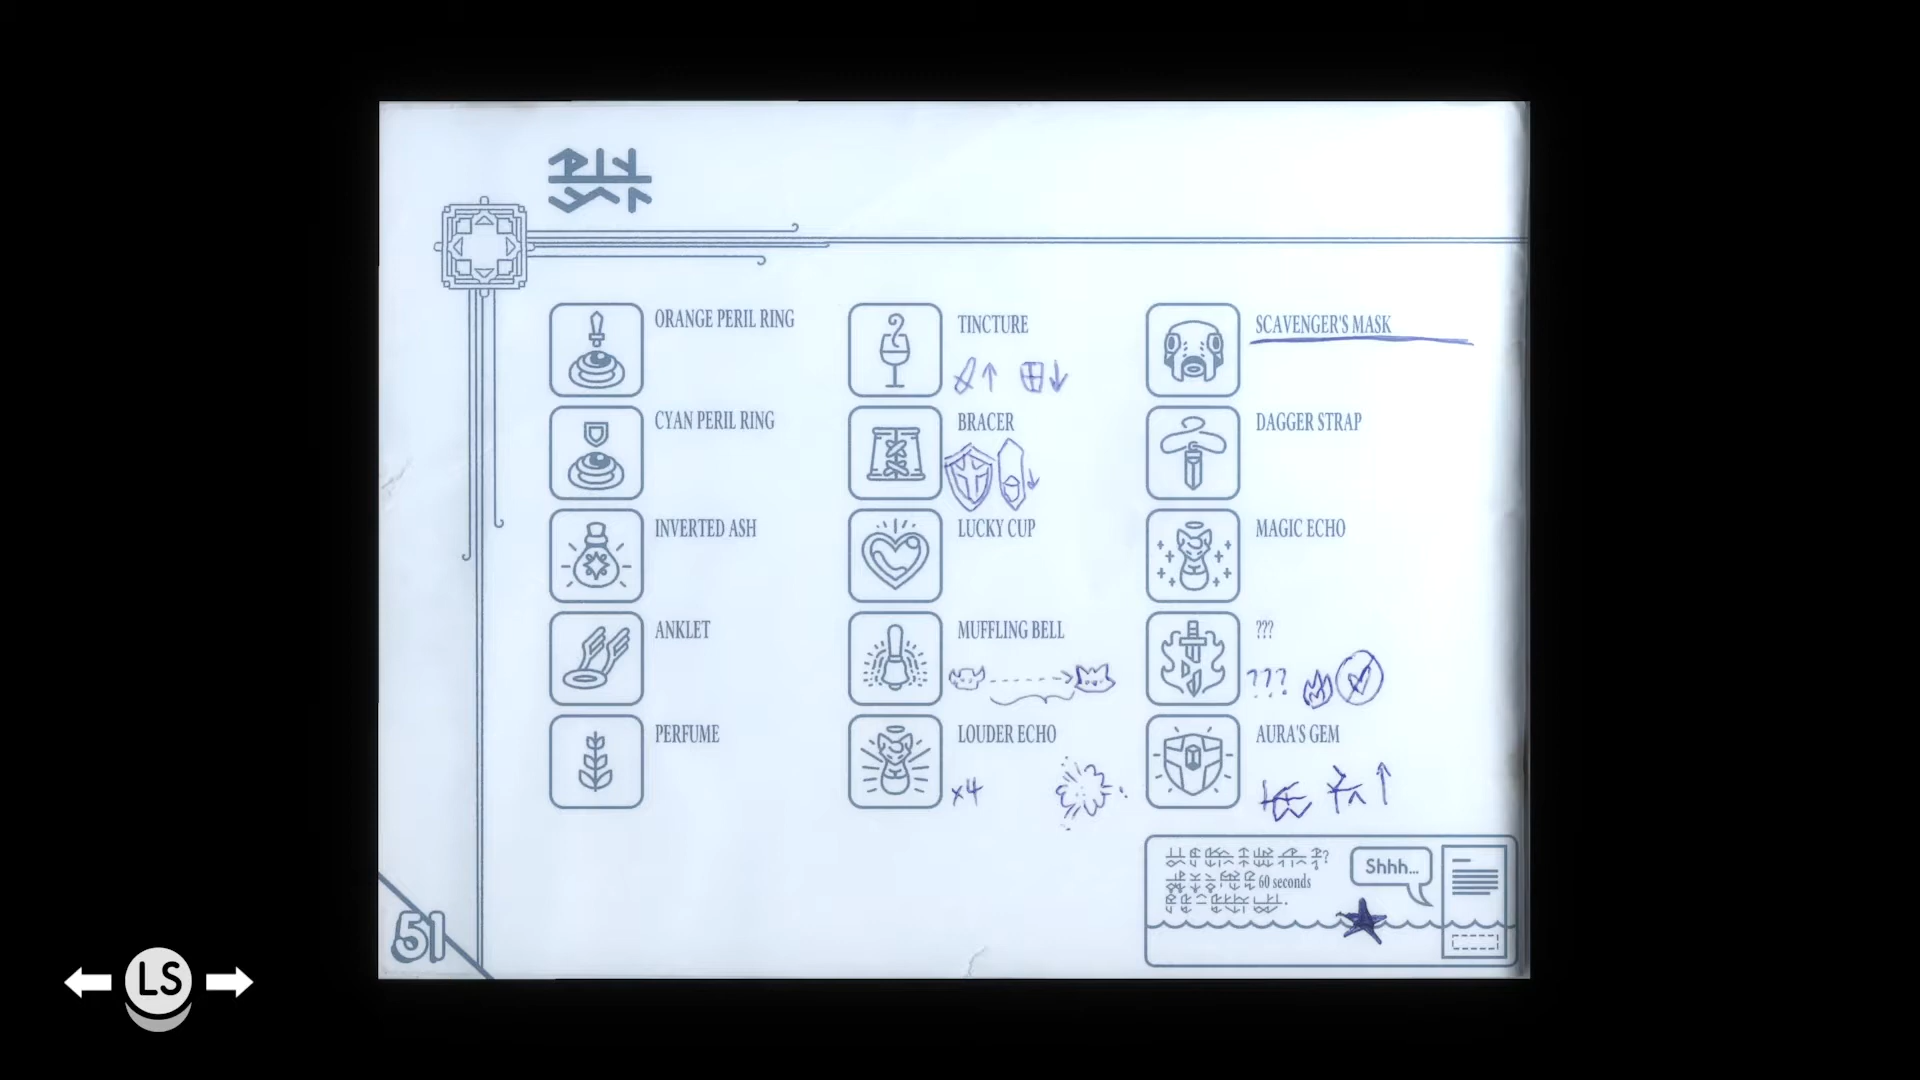 ORANGE PERIL RING
CYAN PERIL RING
INVERTED ASH
ANKLET
PERFUME
TINCTURE
BRACER
LUCKY CUP
MUFFLING BELL
LOUDER ECHO
x4
SCAVENGER'S MASK
DAGGER STRAP
MAGIC ECHO
???
???
AURA'S GEM
?
60 seconds
Shhh...
51
LS